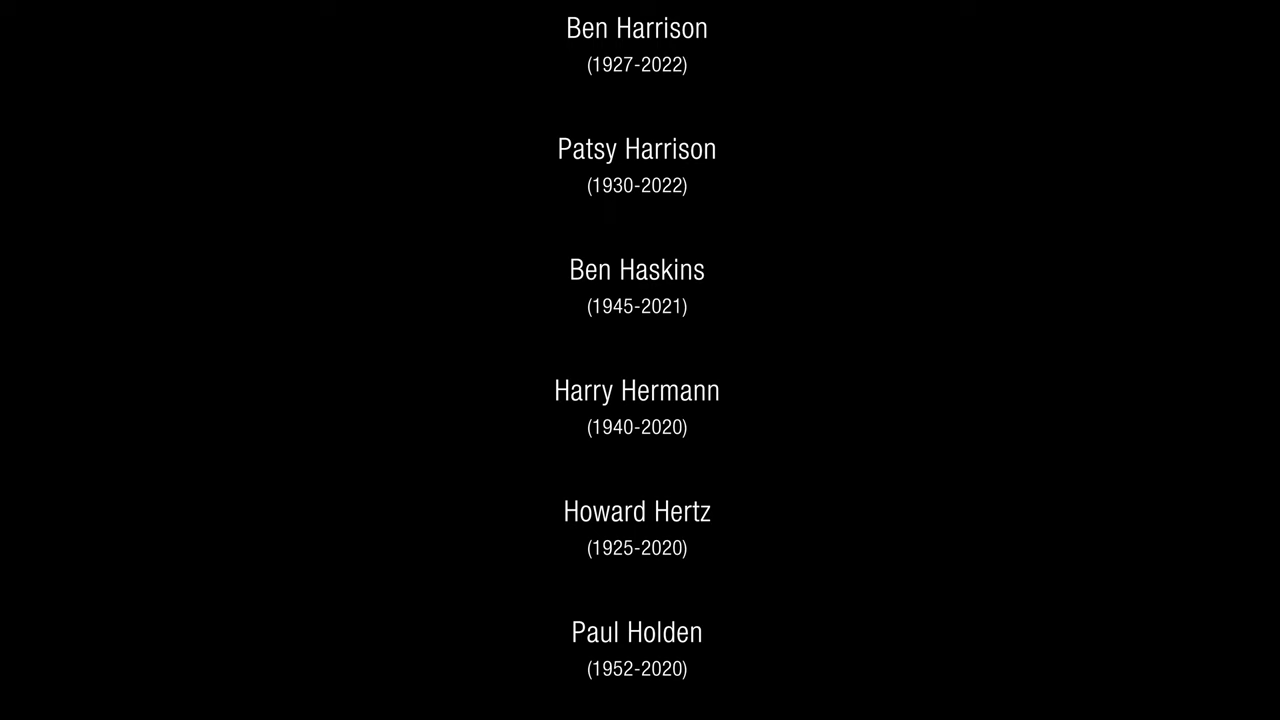 Ben Harrison
(1927-2022)
Patsy Harrison
(1930-2022)
Ben Haskins
(1945-2021)
Harry Hermann
(1940-2020)
Howard Hertz
(1925-2020)
Paul Holden
(1952-2020)